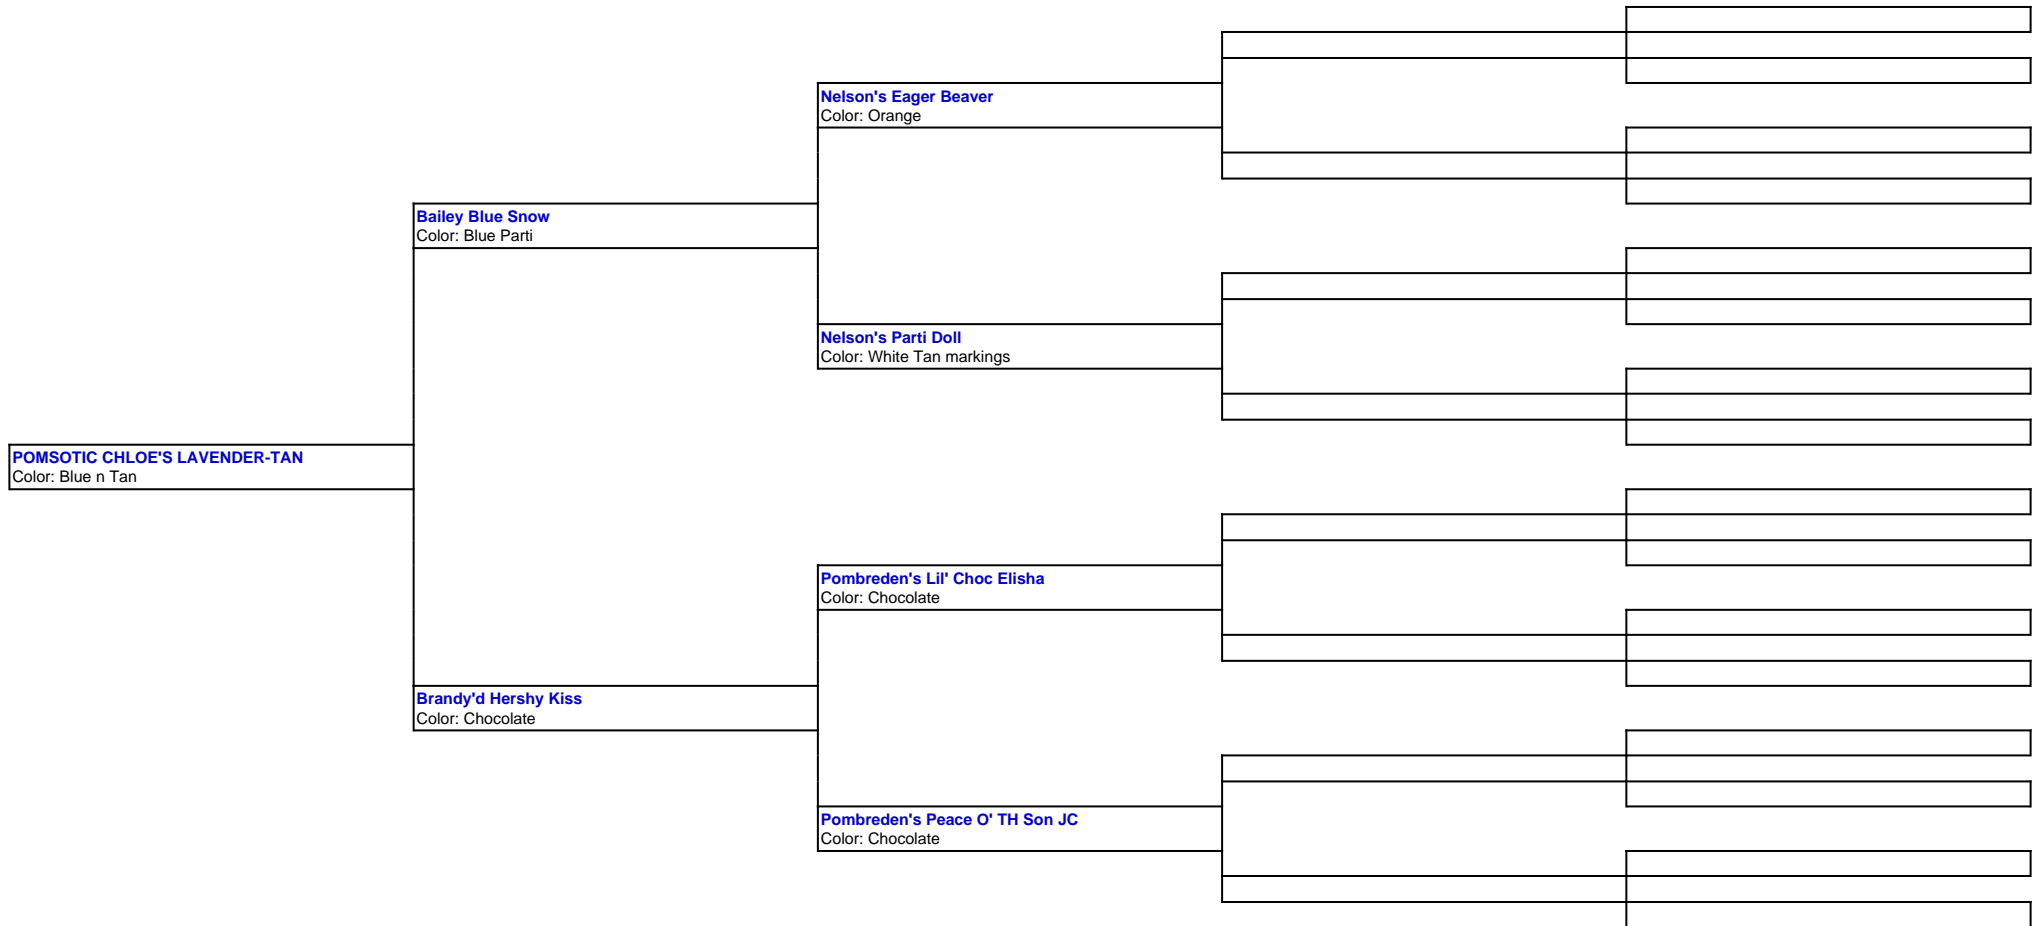 Nelson's Eager Beaver
Color: Orange
Bailey Blue Snow
Color: Blue Parti
Nelson's Parti Doll
Color: White Tan markings
POMSOTIC CHLOE'S LAVENDER-TAN
Color: Blue n Tan
Pombreden's Lil' Choc Elisha
Color: Chocolate
Brandy'd Hershy Kiss
Color: Chocolate
Pombreden's Peace O' TH Son JC
Color: Chocolate